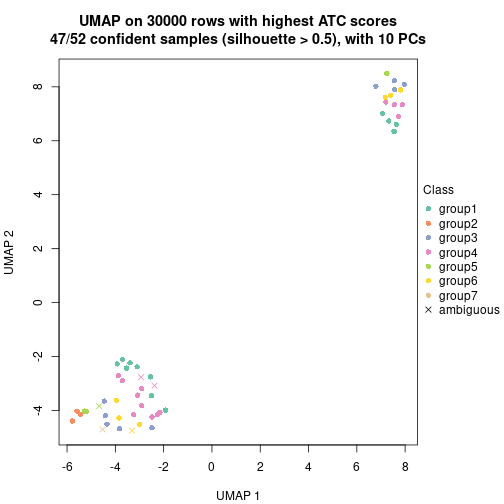 UMAP on 30000 rows with highest ATC scores
47/52 confident samples (silhouette > 0.5), with 10 PCs
UMAP 2
8
6
4
2
0
-2
-4
-6
-4
-2
0
2
4
6
8
UMAP 1
Class
group1
group2
group3
group4
group5
group6
group7
ambiguous